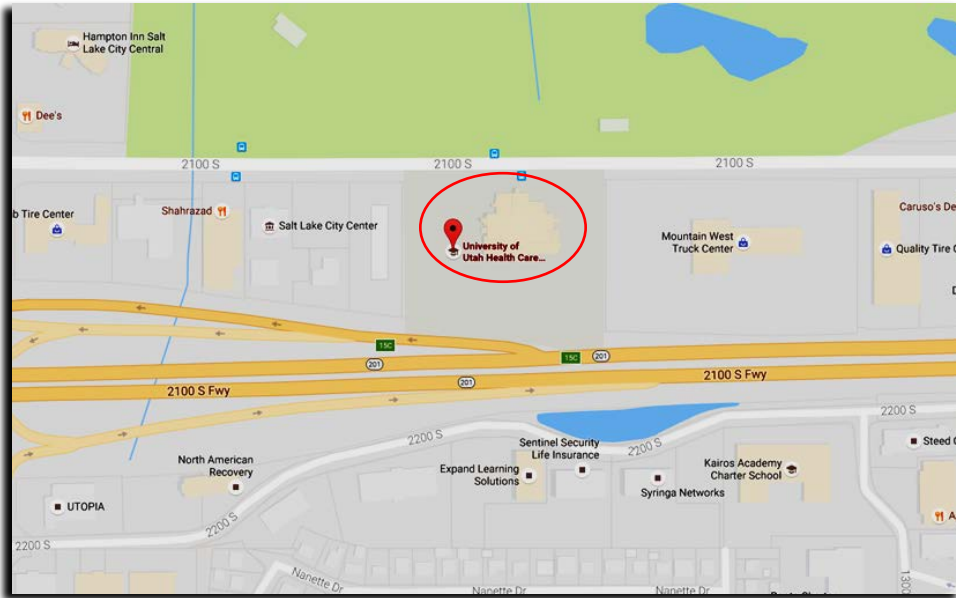 Hampton Inn Salt
Lake City Central
Dee's
2100 S
2100 S
2100 S
b Tire Center
Shahrazad
Salt Lake City Center
University of
Utah Health Care...
Mountain West
Truck Center
Caruso's De
Quality Tire C
D
15C
201
15C
201
201
2100 S Fwy
2100 S Fwy
2200 S
2200 S
2200 S
North American
Recovery
Sentinel Security
Life Insurance
Expand Learning
Solutions
Syringa Networks
Kairos Academy
Charter School
Steed C
UTOPIA
2200 S
2200 S
A
1300
Nanette Dr
Nanette Dr
Nanette Dr